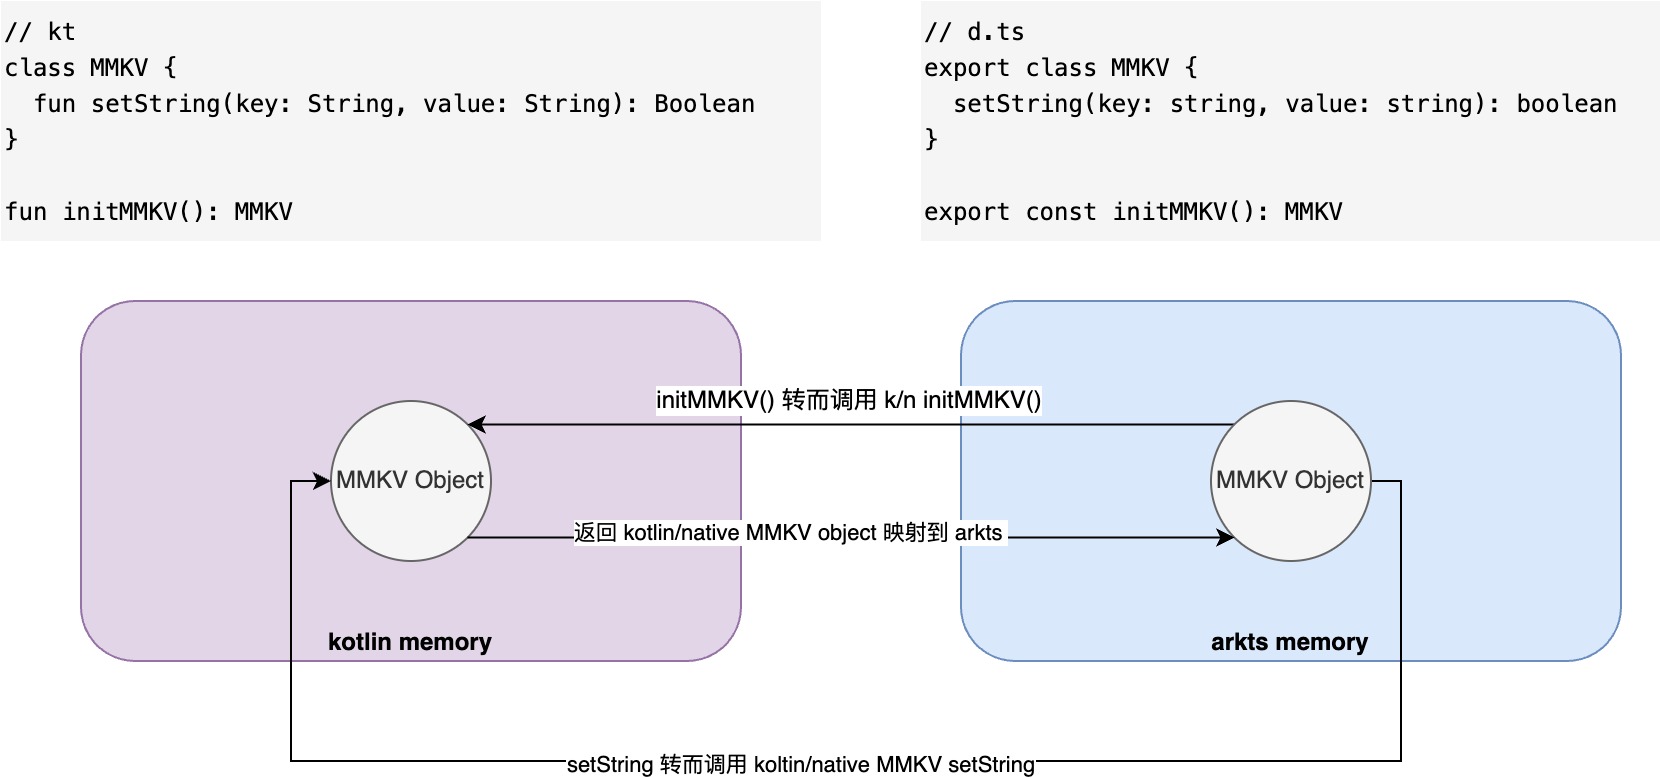 // kt
class MMKV {
  fun setString(key: String, value: String): Boolean
}
fun initMMKV(): MMKV
// d.ts
export class MMKV {
  setString(key: string, value: string): boolean
}
export const initMMKV(): MMKV
initMMKV() 转而调用 k/n initMMKV()
MMKV Object
MMKV Object
返回 kotlin/native MMKV object 映射到 arkts
kotlin memory
arkts memory
setString 转而调用 koltin/native MMKV setString